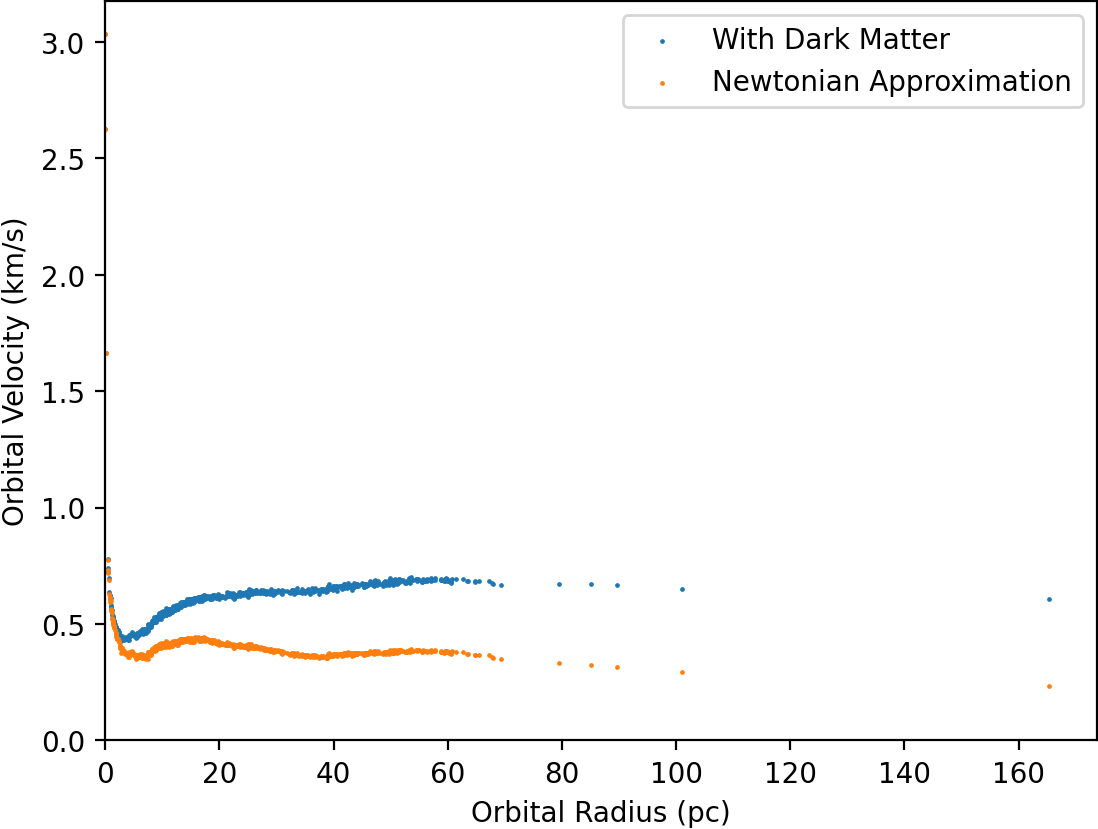 With Dark Matter
Newtonian Approximation
3.0
2.5
2.0
1.5
1.0
0.5
0.0
Orbital Velocity (km/s)
0 20 40 60 80 100 120 140 160
Orbital Radius (pc)